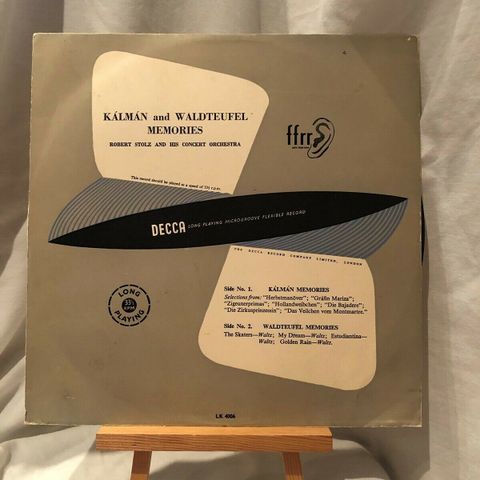 KÁLMÁN and WALDTEUFEL
MEMORIES
ROBERT STOLZ AND HIS CONCERT ORCHESTRA
ffrr
This record should be played at a speed of 33⅓ r.p.m.
DECCA LONG PLAYING MICROGROOVE FLEXIBLE RECORD
THE DECCA RECORD COMPANY LIMITED, LONDON
Side No. 1. KÁLMÁN MEMORIES
Selections from: "Herbstmanöver"; "Gräfin Mariza";
"Zigeunerprimas"; "Hollandweibchen"; "Die Bajadere";
"Die Zirkusprinzessin"; "Das Veilchen vom Montmartre."
Side No. 2. WALDTEUFEL MEMORIES
The Skaters—Waltz; My Dream—Waltz; Estudiantina—
Waltz; Golden Rain—Waltz.
LONG
33⅓
RPM
PLAYING
LK 4006